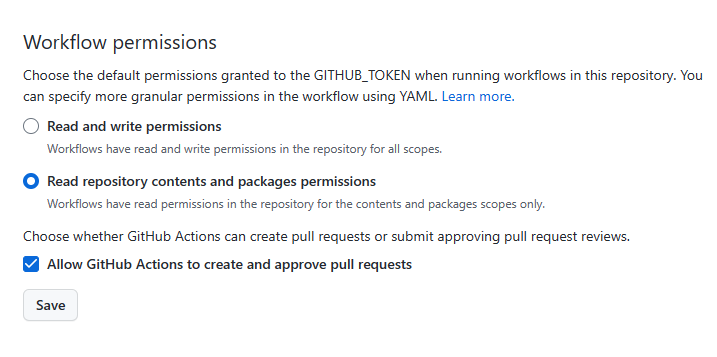 Workflow permissions
Choose the default permissions granted to the GITHUB_TOKEN when running workflows in this repository. You
can specify more granular permissions in the workflow using YAML. Learn more.
Read and write permissions
Workflows have read and write permissions in the repository for all scopes.
Read repository contents and packages permissions
Workflows have read permissions in the repository for the contents and packages scopes only.
Choose whether GitHub Actions can create pull requests or submit approving pull request reviews.
Allow GitHub Actions to create and approve pull requests
Save